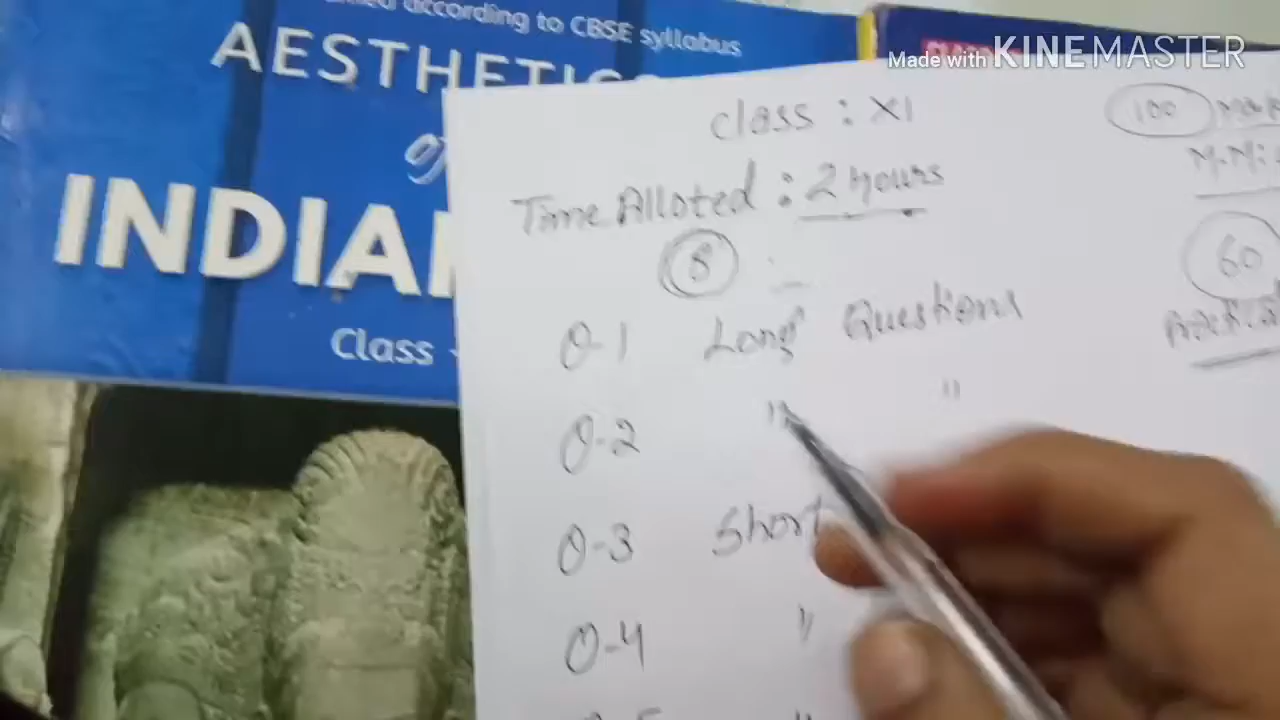 according to CBSE syllabus
AESTHETIC
of
INDIA
Class
Made with KINEMASTER
Class : XI
100
M.M:
Time Alloted : 2 hours
8
60
Q-1 Long Questions
Q-2 " "
Q-3 Short
Q-4 "